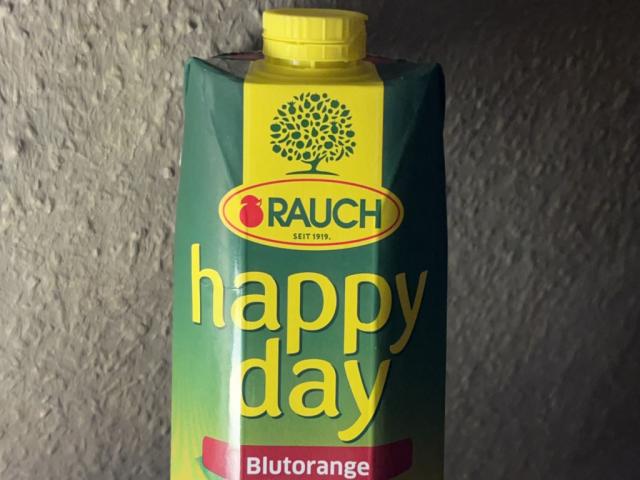 RAUCH
SEIT 1919.
happy
day
Blutorange